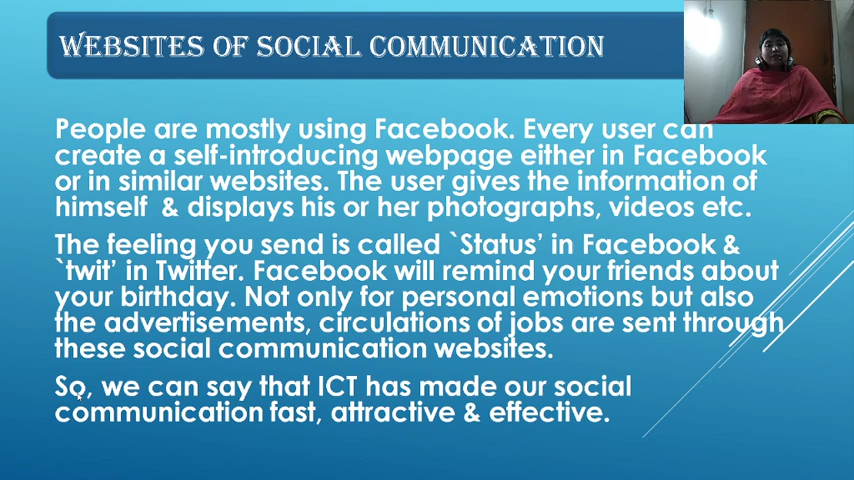 WEBSITES OF SOCIAL COMMUNICATION
People are mostly using Facebook. Every user can
create a self-introducing webpage either in Facebook
or in similar websites. The user gives the information of
himself & displays his or her photographs, videos etc.
The feeling you send is called `Status' in Facebook &
`twit' in Twitter. Facebook will remind your friends about
your birthday. Not only for personal emotions but also
the advertisements, circulations of jobs are sent through
these social communication websites.
So, we can say that ICT has made our social
communication fast, attractive & effective.